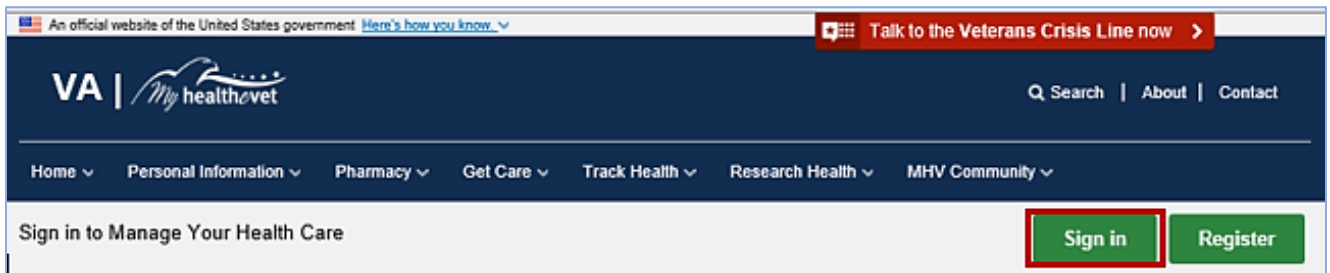 An official website of the United States government Here's how you know.
Talk to the Veterans Crisis Line now
VA | My healthevet
Search | About | Contact
Home Personal Information Pharmacy Get Care Track Health Research Health MHV Community
Sign in to Manage Your Health Care
Sign in Register